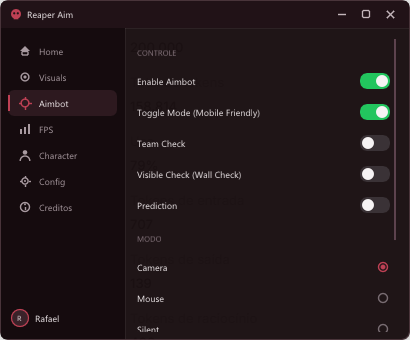 Reaper Aim
Home
Visuals
Aimbot
FPS
Character
Config
Creditos
R Rafael
CONTROLE
Enable Aimbot
Toggle Mode (Mobile Friendly)
Team Check
Visible Check (Wall Check)
Prediction
MODO
Camera
Mouse
Silent